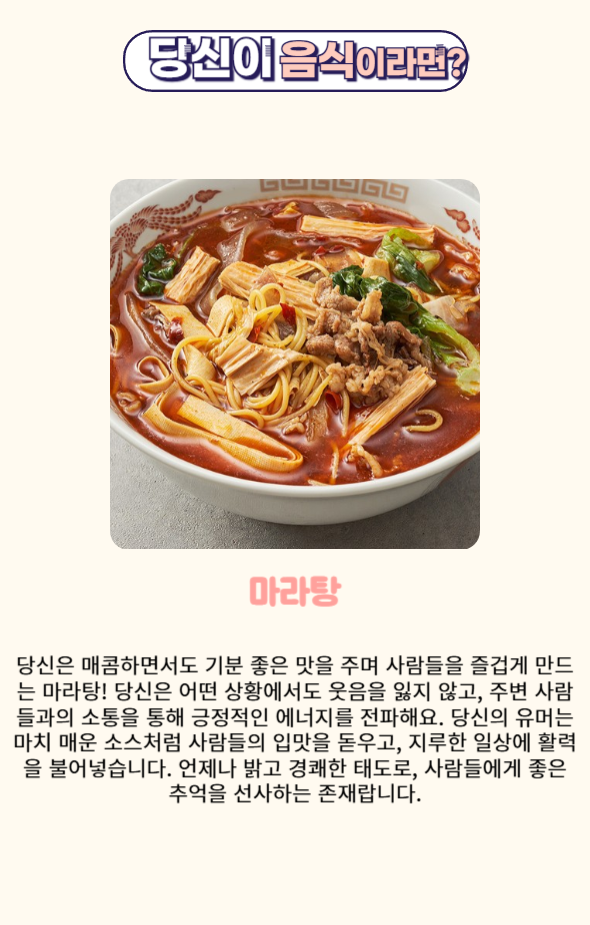 당신이 음식이라면?
마라탕
당신은 매콤하면서도 기분 좋은 맛을 주며 사람들을 즐겁게 만드
는 마라탕! 당신은 어떤 상황에서도 웃음을 잃지 않고, 주변 사람
들과의 소통을 통해 긍정적인 에너지를 전파해요. 당신의 유머는
마치 매운 소스처럼 사람들의 입맛을 돋우고, 지루한 일상에 활력
을 불어넣습니다. 언제나 밝고 경쾌한 태도로, 사람들에게 좋은
추억을 선사하는 존재랍니다.